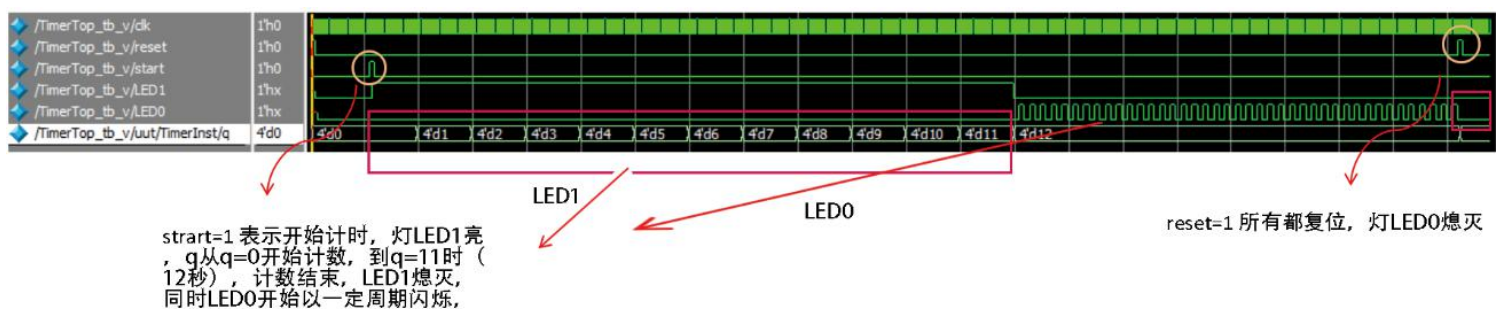 /TimerTop_tb_v/clk 1'h0
/TimerTop_tb_v/reset 1'h0
/TimerTop_tb_v/start 1'h0
/TimerTop_tb_v/LED1 1'hx
/TimerTop_tb_v/LED0 1'hx
/TimerTop_tb_v/uut/TimerInst/q 4'd0 4'd0 4'd1 4'd2 4'd3 4'd4 4'd5 4'd6 4'd7 4'd8 4'd9 4'd10 4'd11 4'd12
LED1
LED0
strart=1 表示开始计时，灯LED1亮
，q从q=0开始计数，到q=11时（
12秒），计数结束，LED1熄灭，
同时LED0开始以一定周期闪烁，
reset=1 所有都复位，灯LED0熄灭